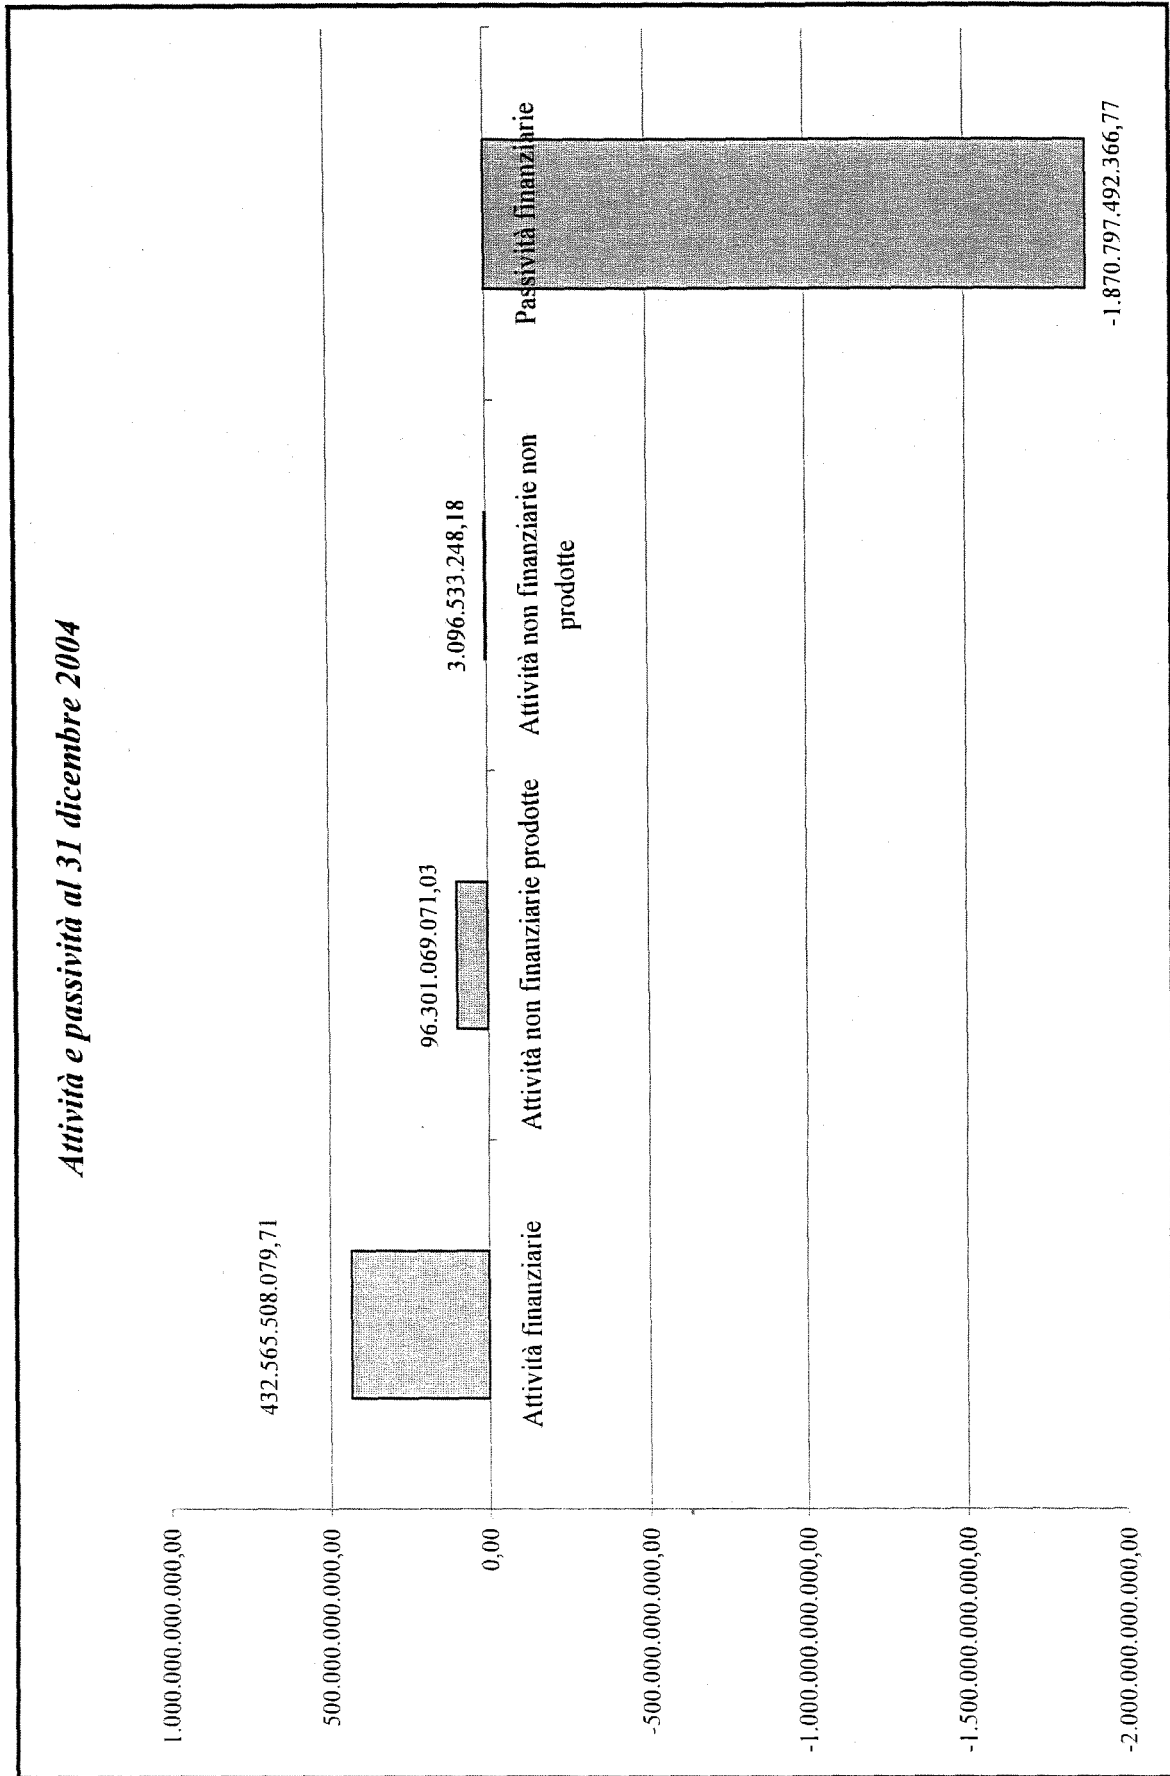 Attività e passività al 31 dicembre 2004
1.000.000.000.000,00
500.000.000.000,00
0,00
-500.000.000.000,00
-1.000.000.000.000,00
-1.500.000.000.000,00
-2.000.000.000.000,00
432.565.508.079,71
Attività finanziarie
96.301.069.071,03
Attività non finanziarie prodotte
3.096.533.248,18
Attività non finanziarie non
prodotte
Passività finanziarie
-1.870.797.492.366,77